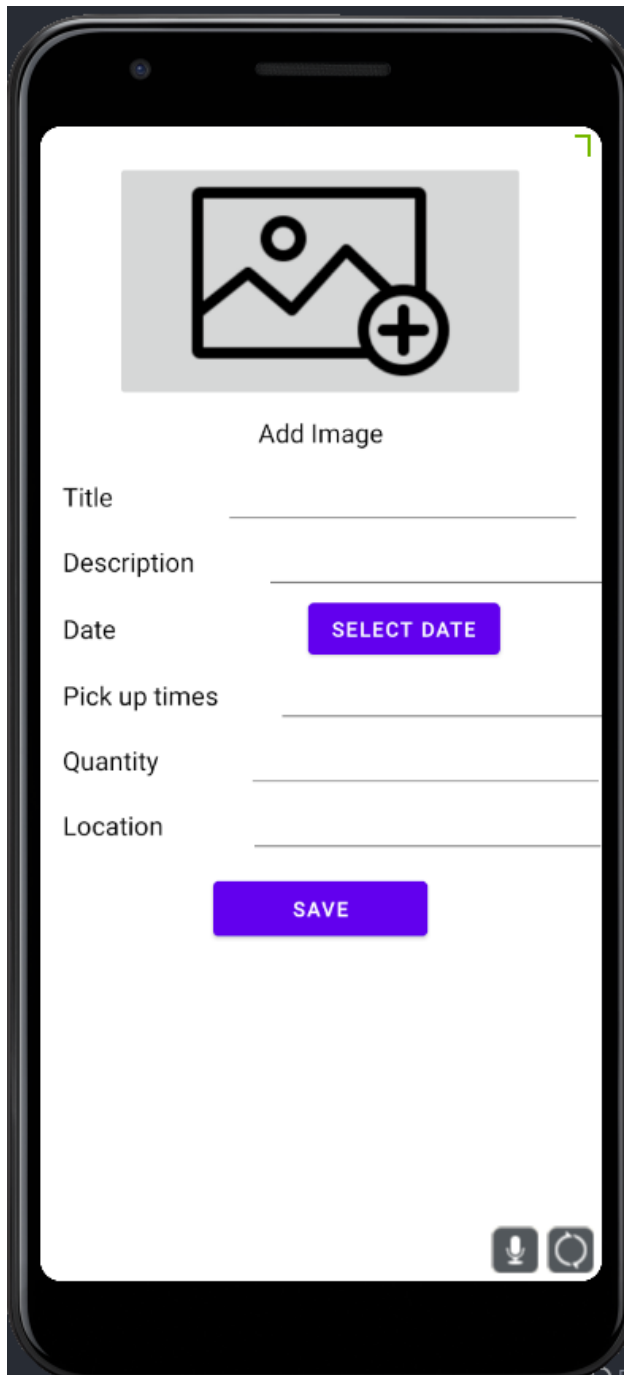 Add Image
Title
Description
Date SELECT DATE
Pick up times
Quantity
Location
SAVE